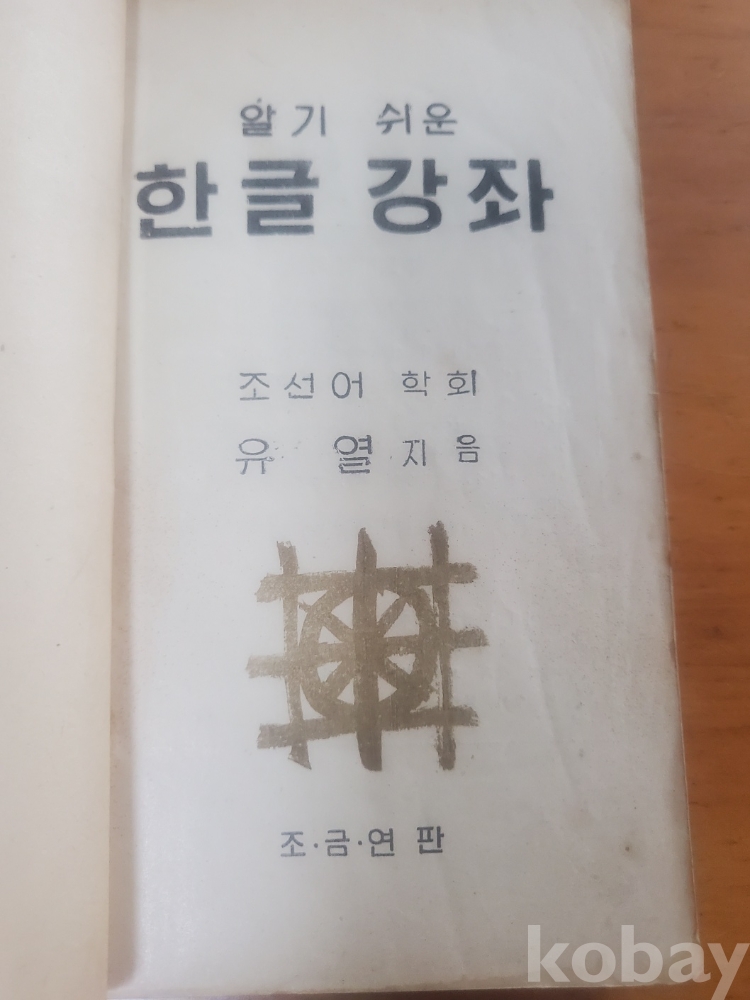 알기 쉬운
한글 강좌
조선어 학회
유 열 지음
조·금·연 판
kobay